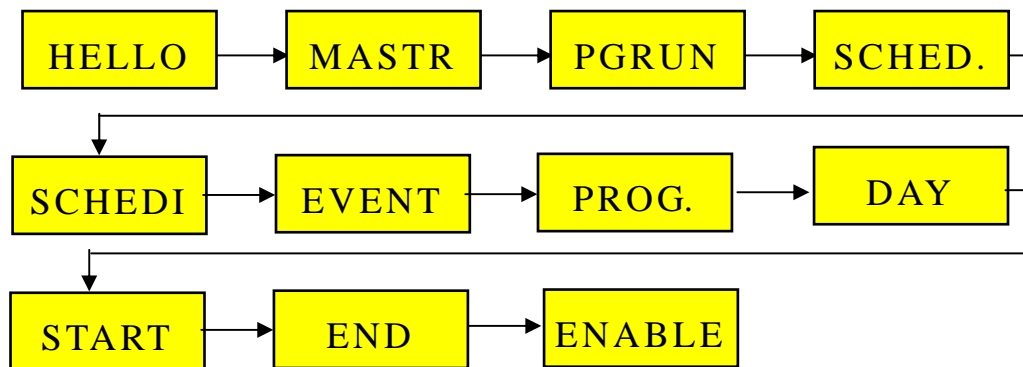 HELLO MASTR PGRUN SCHED.
SCHEDI EVENT PROG. DAY
START END ENABLE